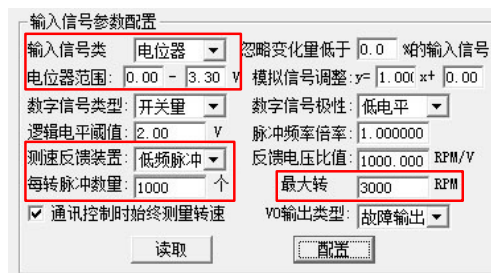 输入信号参数配置
输入信号类 电位器 忽略变化量低于 0.0 %的输入信号
电位器范围: 0.00 - 3.30 V 模拟信号调整: y= 1.00( x+ 0.00
数字信号类型: 开关量 数字信号极性: 低电平
逻辑电平阈值: 2.00 V 脉冲频率倍率: 1.000000
测速反馈装置: 低频脉冲 反馈电压比值: 1000.000 RPM/V
每转脉冲数量: 1000 个 最大转 3000 RPM
通讯控制时始终测量转速 VO输出类型: 故障输出
读取 配置